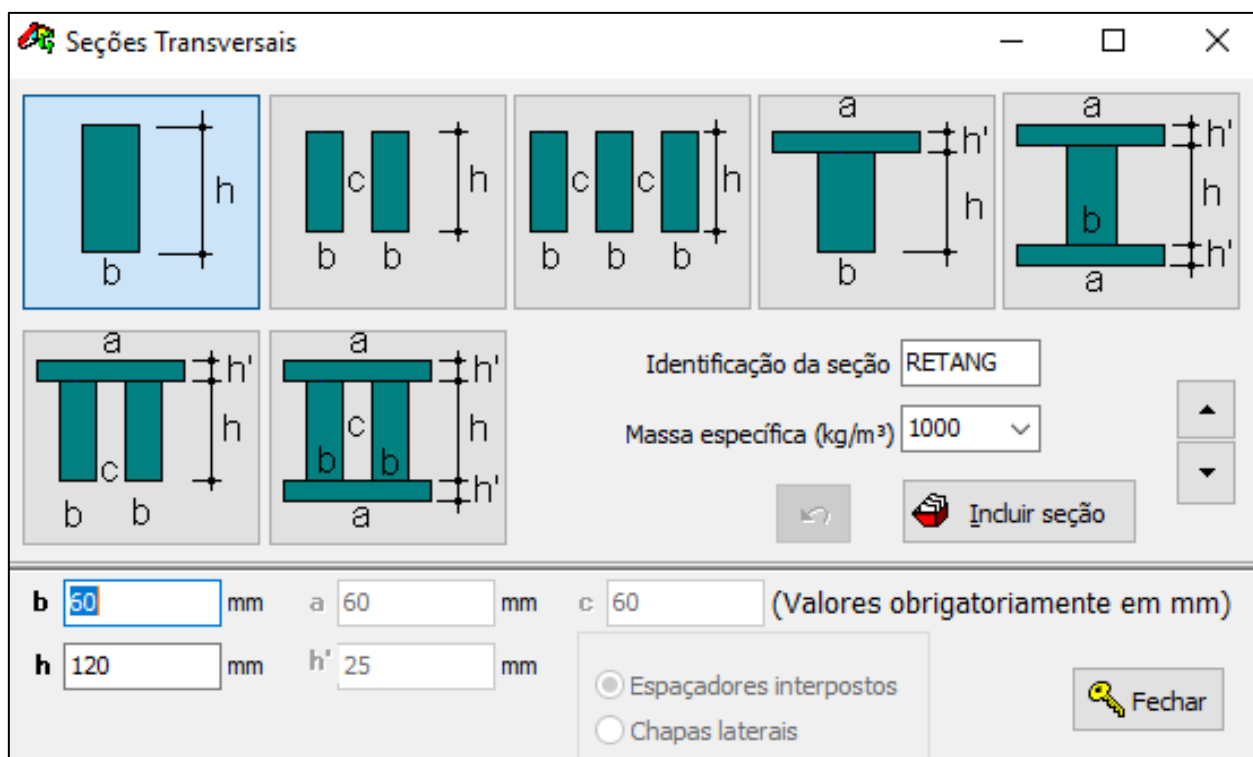 Seções Transversais
h
b
c
h
b b
c c
h
b b b
a
h'
h
b
a
h'
h
b
h'
a
a
h'
h
c
b b
a
h'
c
h
b b
h'
a
Identificação da seção RETANG
Massa específica (kg/m³) 1000
Incluir seção
b 60 mm a 60 mm c 60 (Valores obrigatoriamente em mm)
h 120 mm h' 25 mm
Espaçadores interpostos
Chapas laterais
Fechar